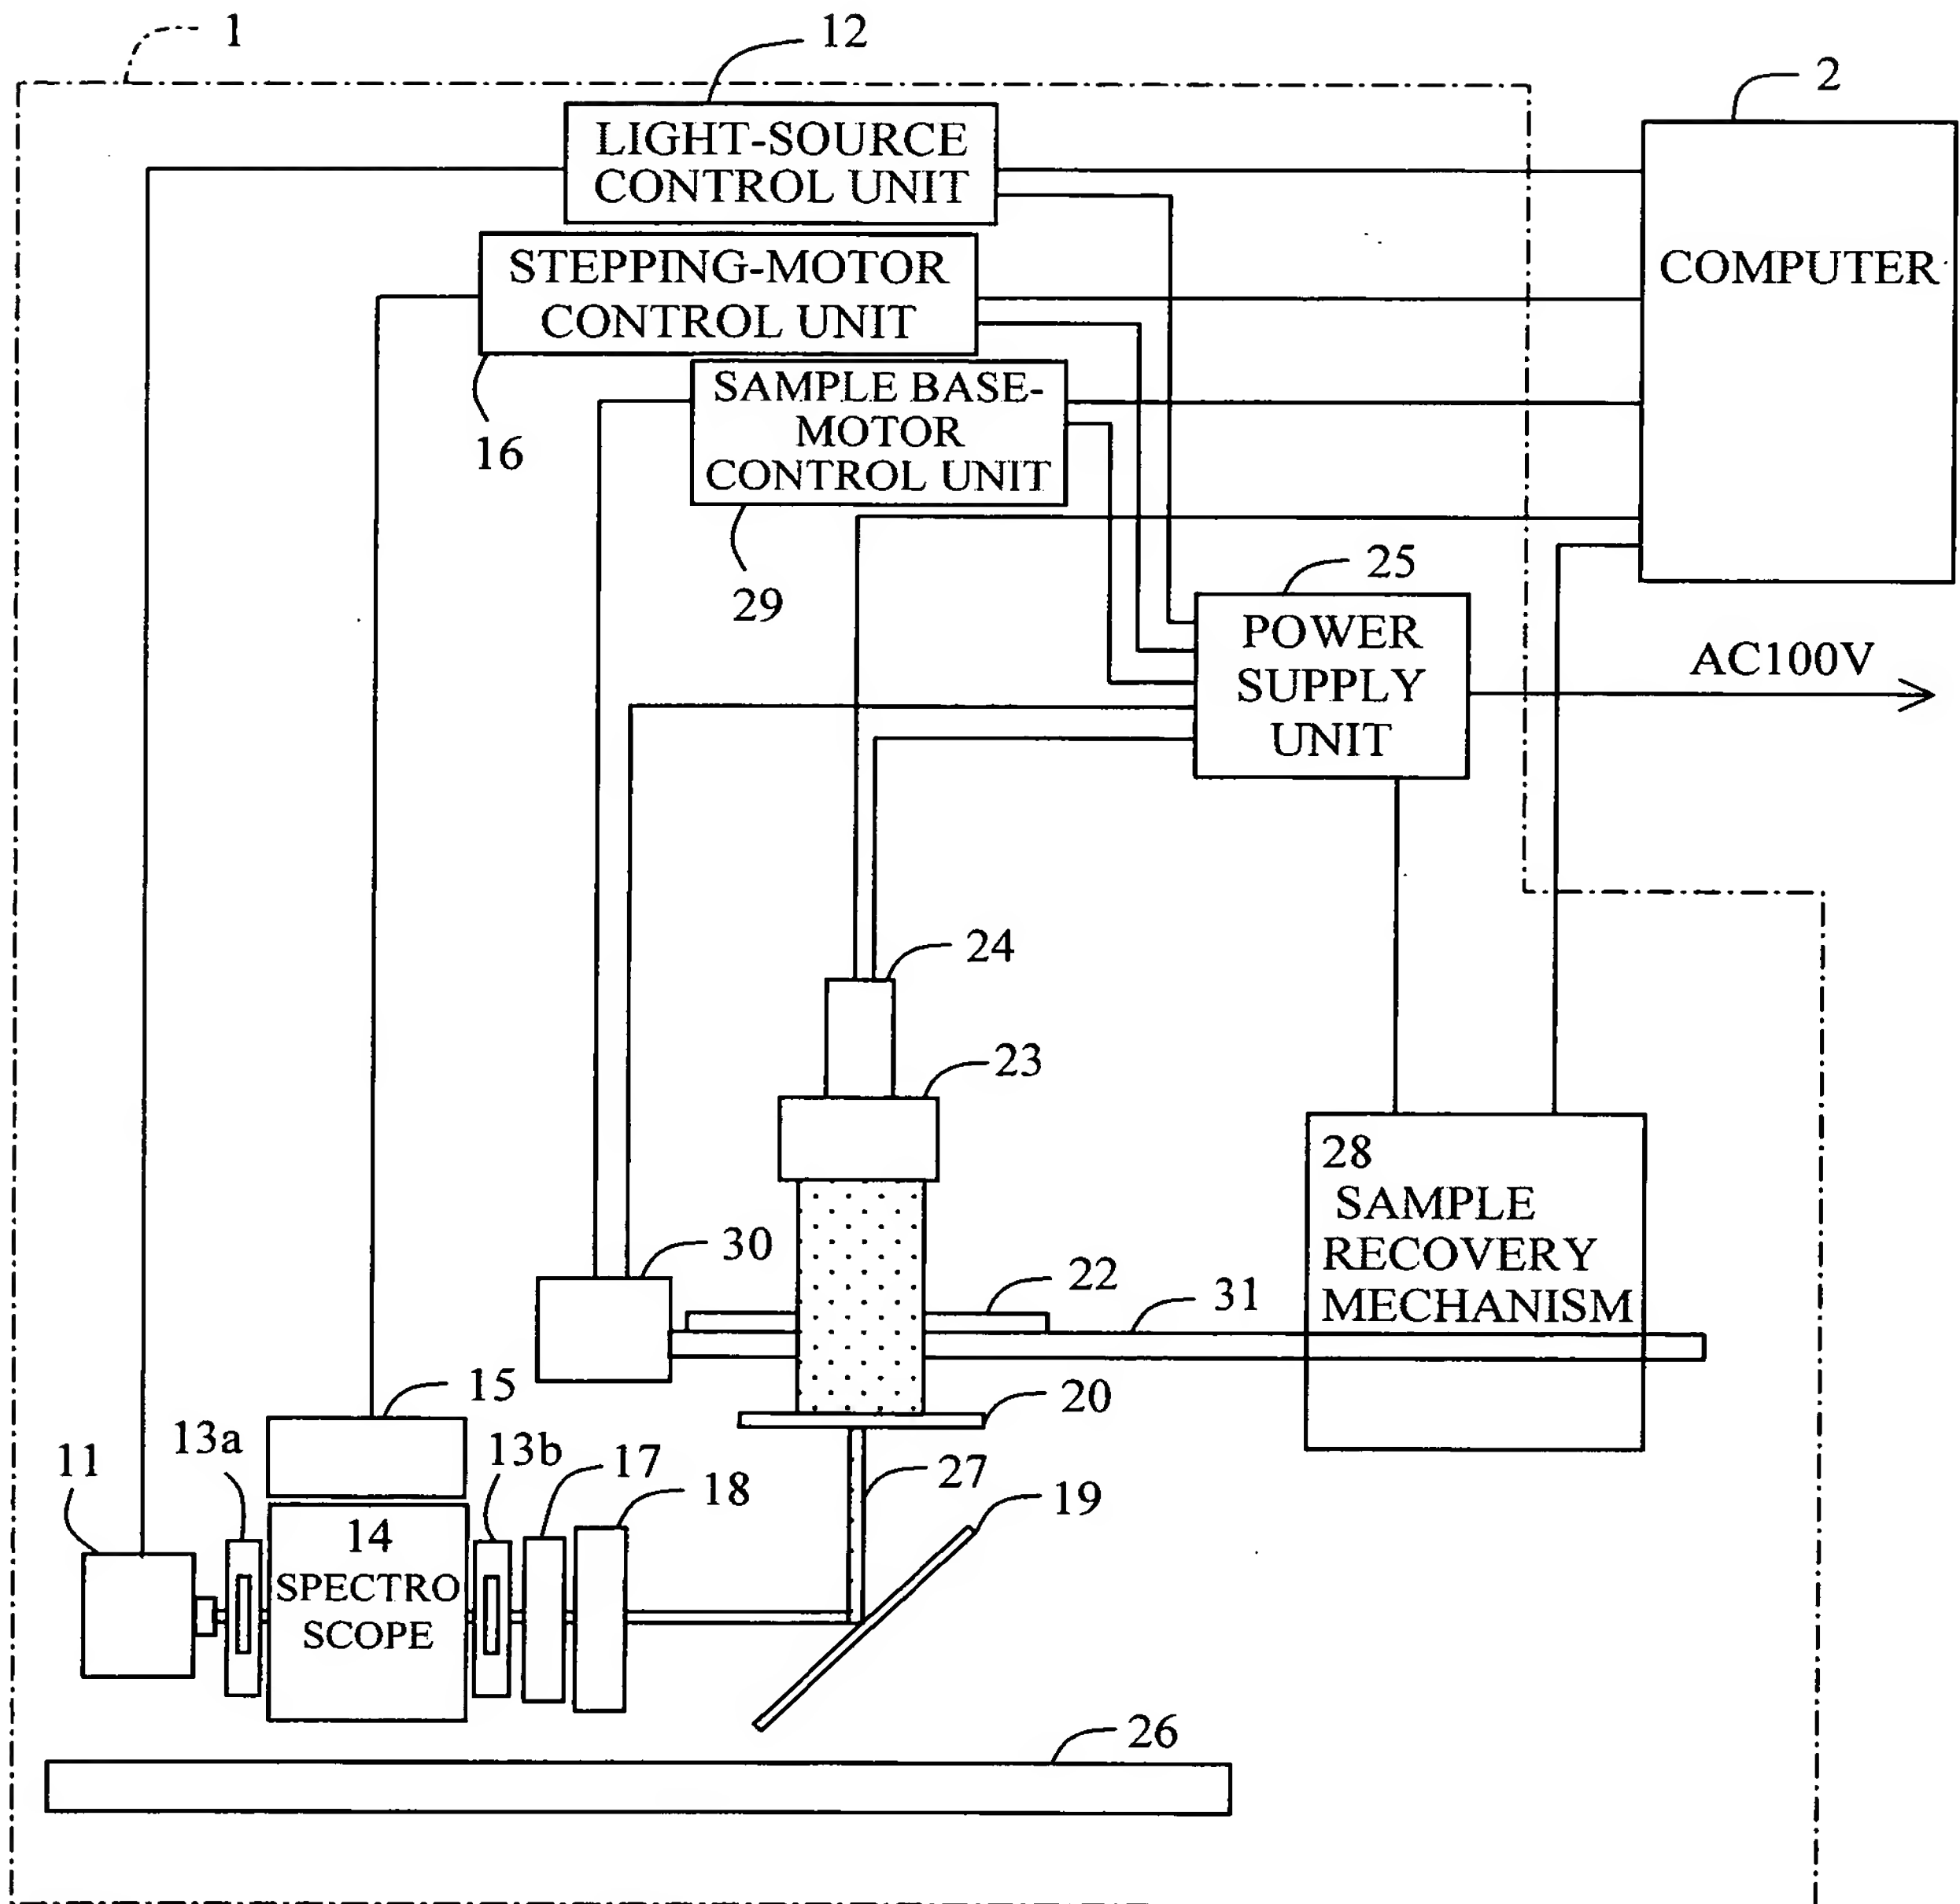 1
12
2
LIGHT-SOURCE
CONTROL UNIT
STEPPING-MOTOR
CONTROL UNIT
COMPUTER
16
SAMPLE BASE-
MOTOR
CONTROL UNIT
29
25
POWER
SUPPLY
UNIT
AC100V
24
23
28
SAMPLE
RECOVERY
MECHANISM
30
22
31
15
20
13a
13b
11
17
18
27
19
14
SPECTRO
SCOPE
26